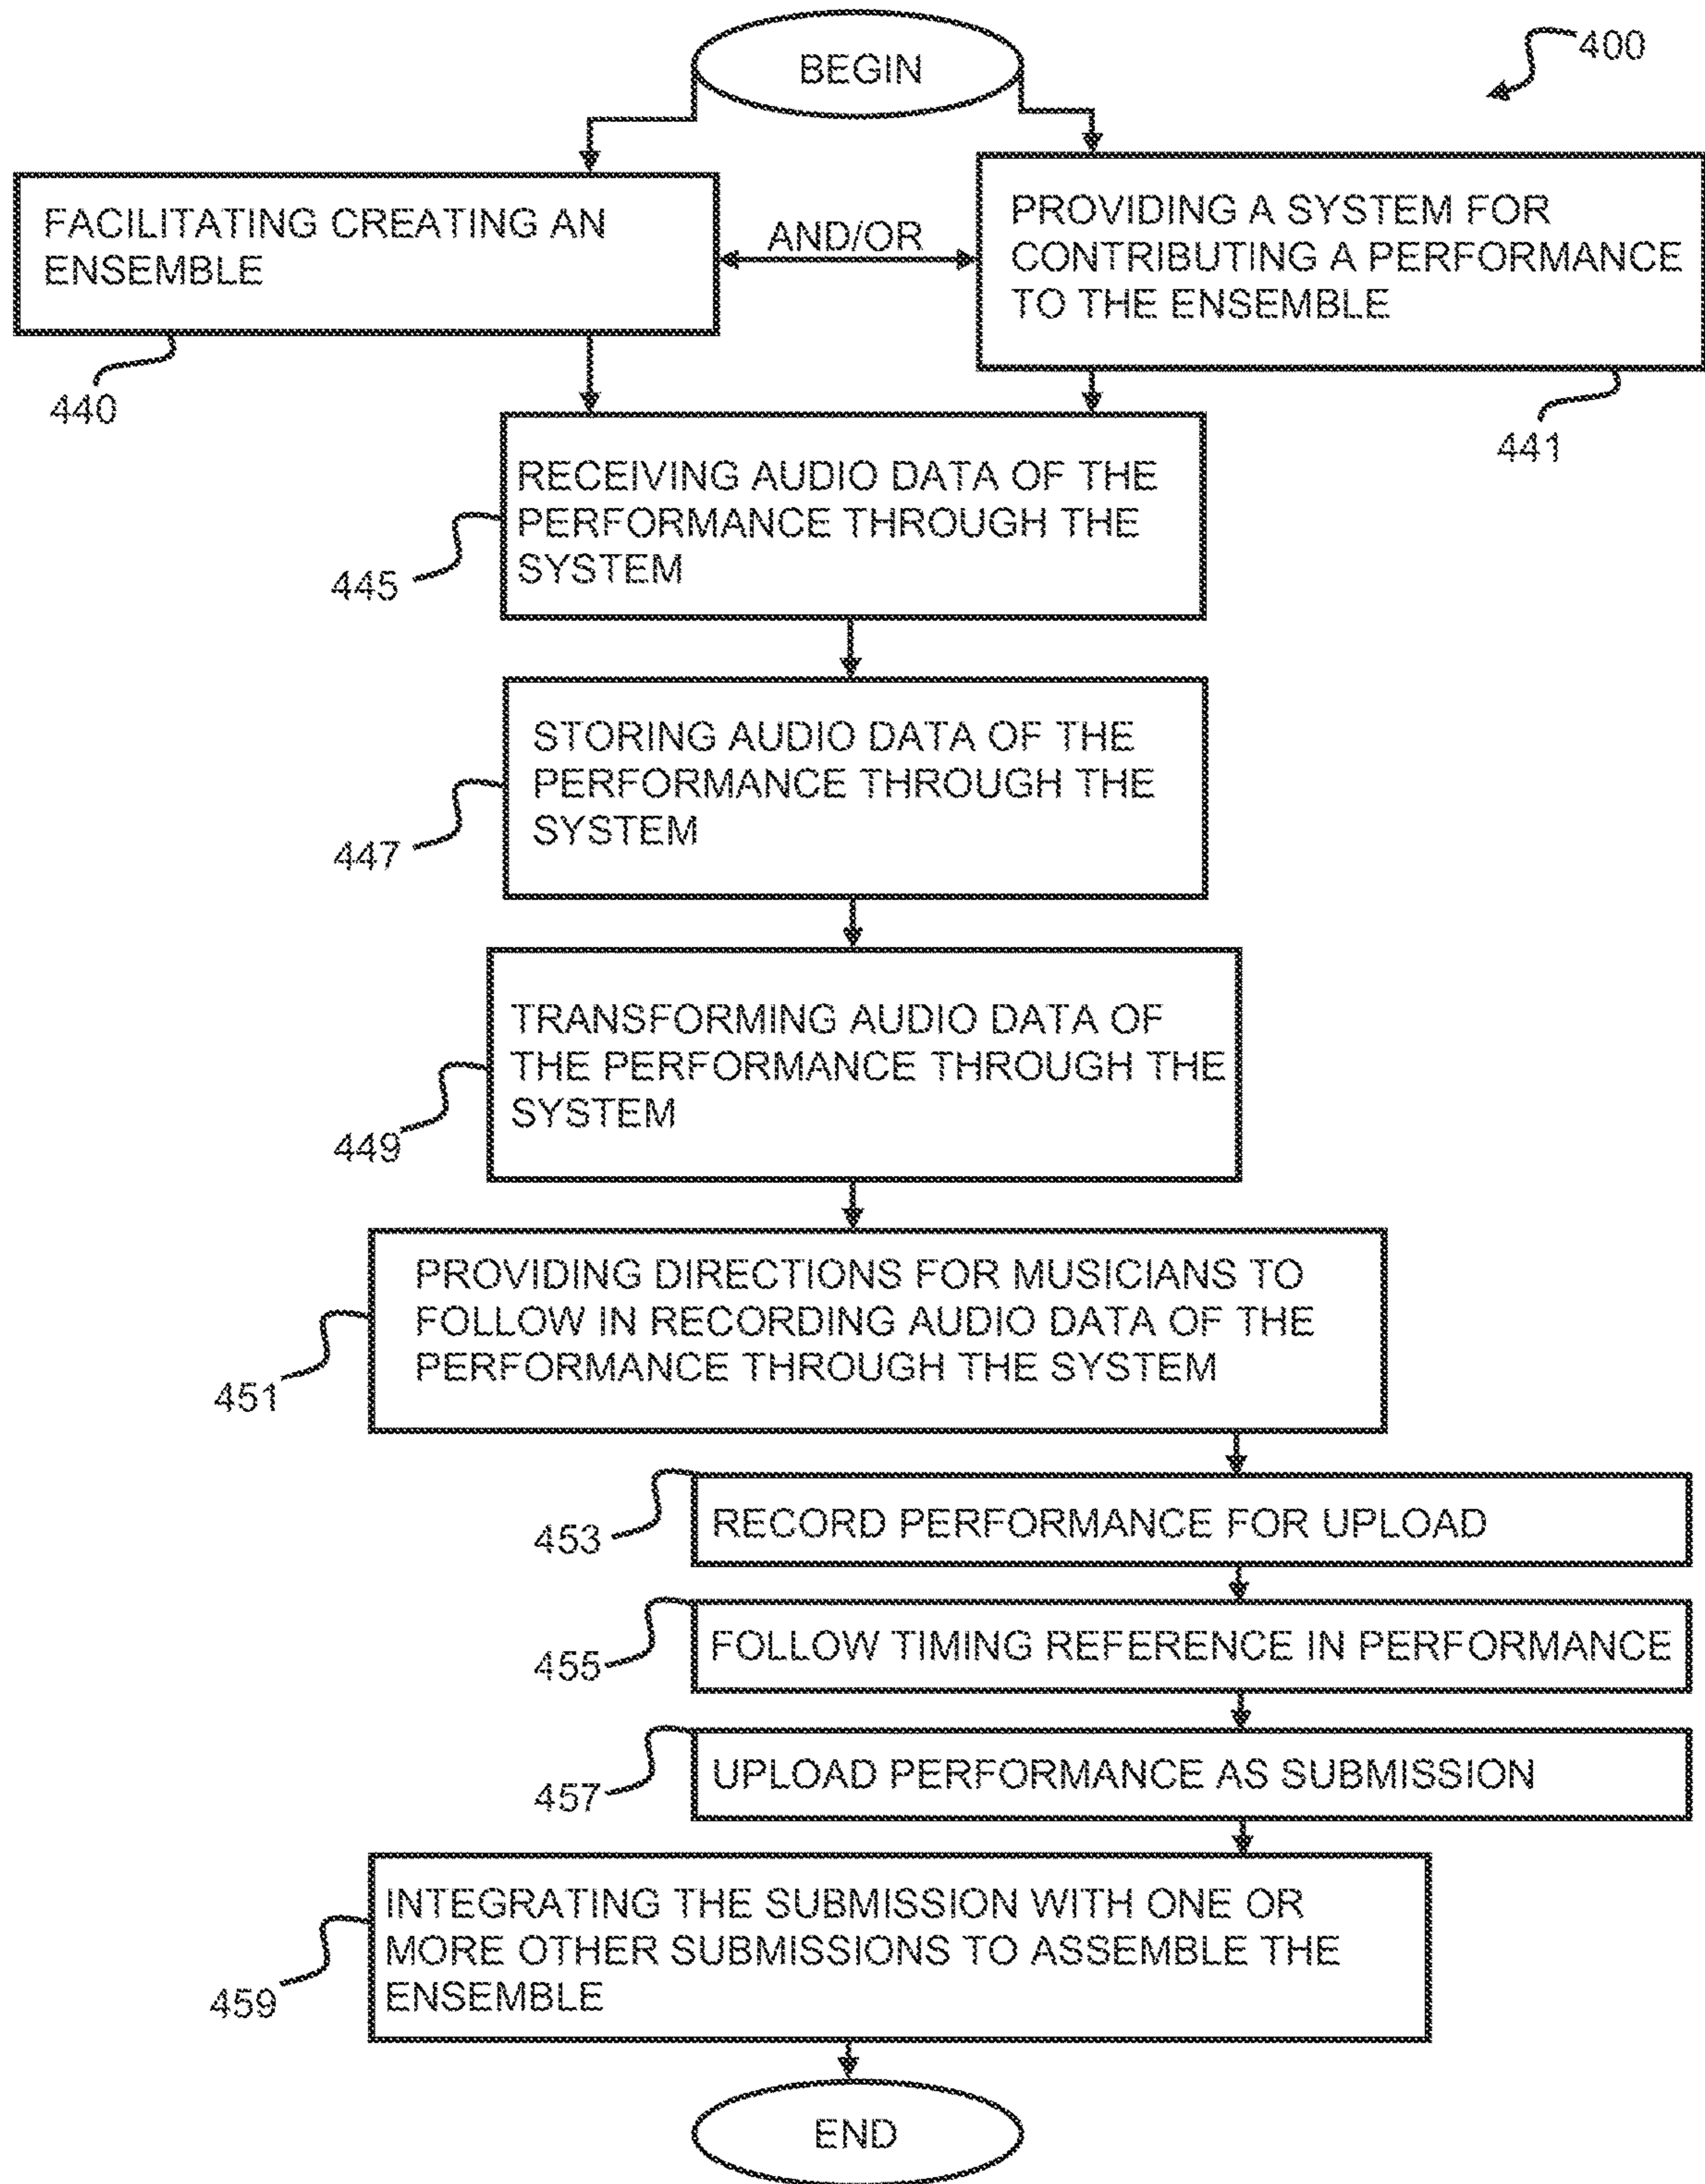 BEGIN
400
FACILITATING CREATING AN
ENSEMBLE
AND/OR
PROVIDING A SYSTEM FOR
CONTRIBUTING A PERFORMANCE
TO THE ENSEMBLE
440
441
RECEIVING AUDIO DATA OF THE
PERFORMANCE THROUGH THE
SYSTEM
445
STORING AUDIO DATA OF THE
PERFORMANCE THROUGH THE
SYSTEM
447
TRANSFORMING AUDIO DATA OF
THE PERFORMANCE THROUGH THE
SYSTEM
449
PROVIDING DIRECTIONS FOR MUSICIANS TO
FOLLOW IN RECORDING AUDIO DATA OF THE
PERFORMANCE THROUGH THE SYSTEM
451
RECORD PERFORMANCE FOR UPLOAD
453
FOLLOW TIMING REFERENCE IN PERFORMANCE
455
UPLOAD PERFORMANCE AS SUBMISSION
457
INTEGRATING THE SUBMISSION WITH ONE OR
MORE OTHER SUBMISSIONS TO ASSEMBLE THE
ENSEMBLE
459
END